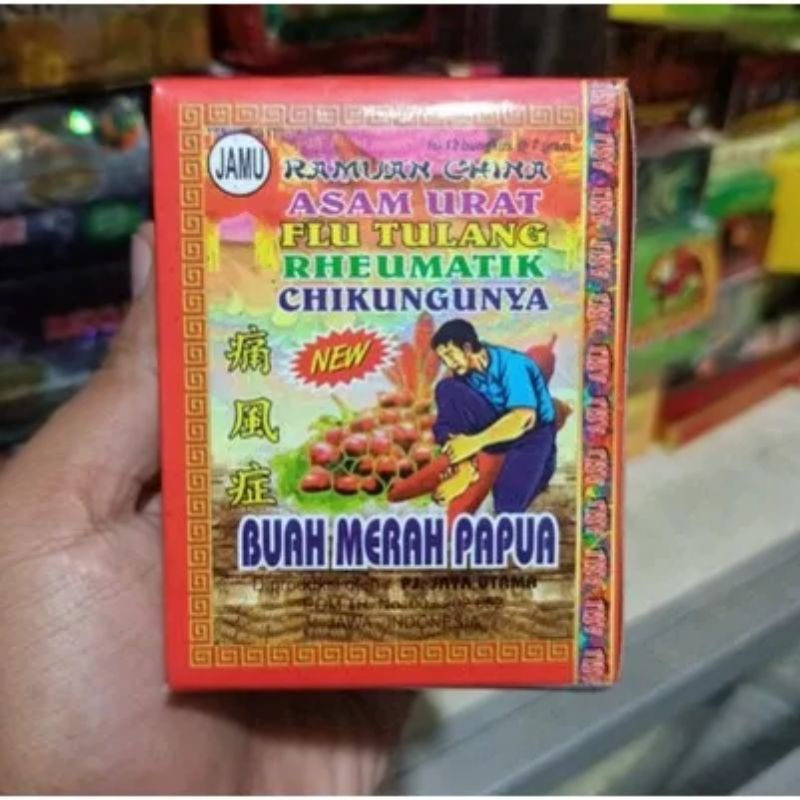 JAMU
RAMUAN CHINA
ASAM URAT
FLU TULANG
RHEUMATIK
CHIKUNGUNYA
NEW
痛風症
BUAH MERAH PAPUA
PJ. JAYA UTAMA
JAWA - INDONESIA